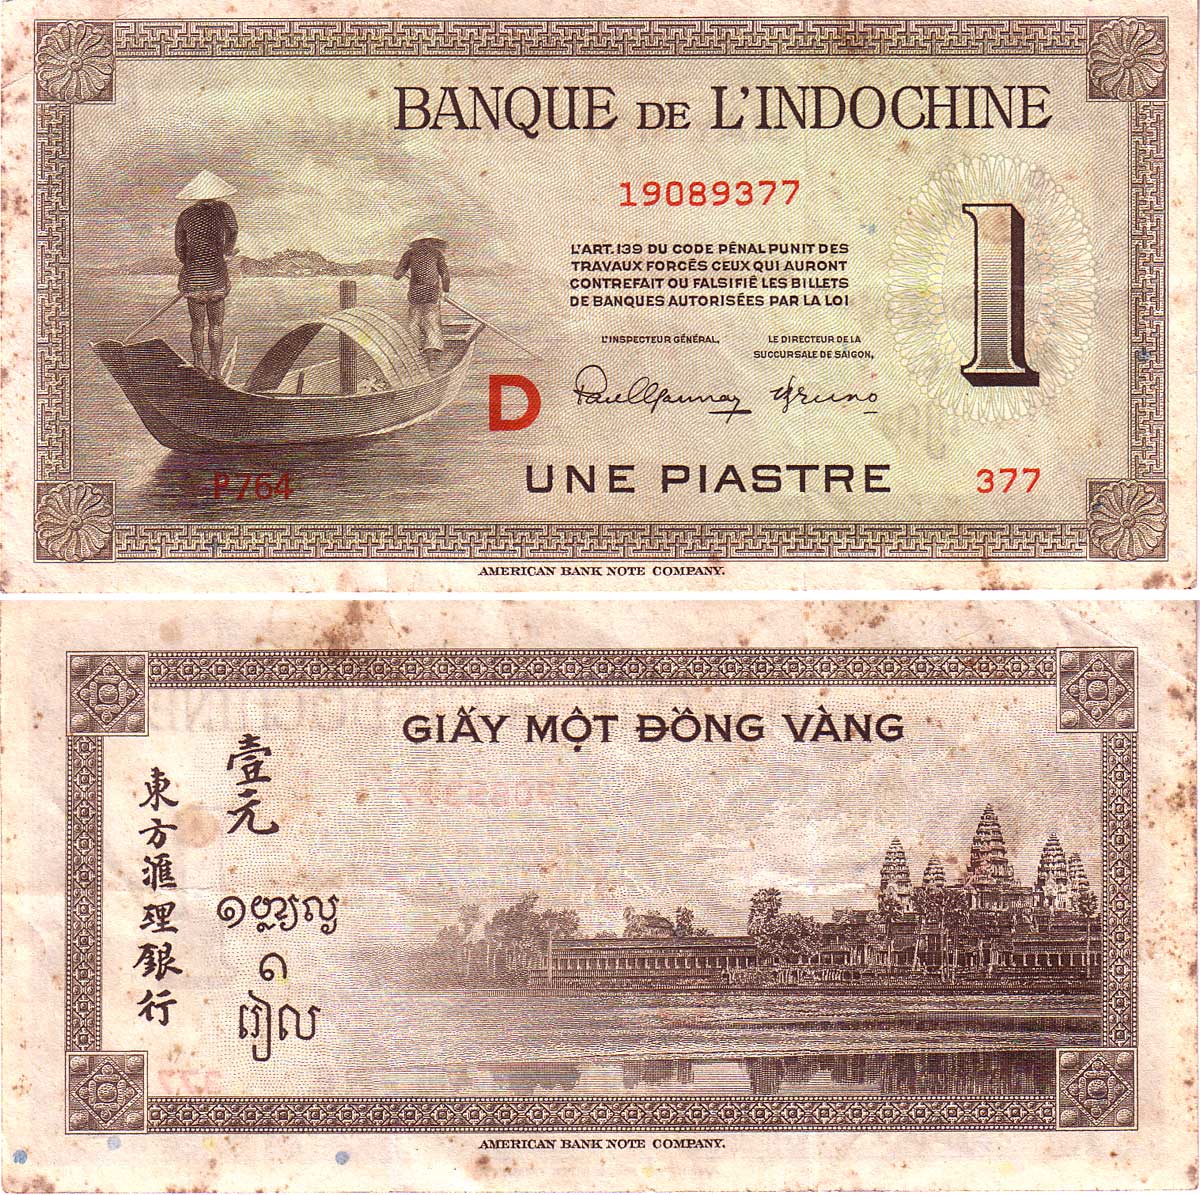 BANQUE DE L'INDOCHINE
19089377
L'ART.139 DU CODE PÉNAL PUNIT DES
TRAVAUX FORCÉS CEUX QUI AURONT
CONTREFAIT OU FALSIFIÉ LES BILLETS
DE BANQUES AUTORISÉES PAR LA LOI
L'INSPECTEUR GÉNÉRAL,
LE DIRECTEUR DE LA
SUCCURSALE DE SAIGON,
1
D
P764
UNE PIASTRE
377
AMERICAN BANK NOTE COMPANY.
GIẤY MỘT ĐỒNG VÀNG
壹元
東方滙理銀行
១
រៀល
AMERICAN BANK NOTE COMPANY.